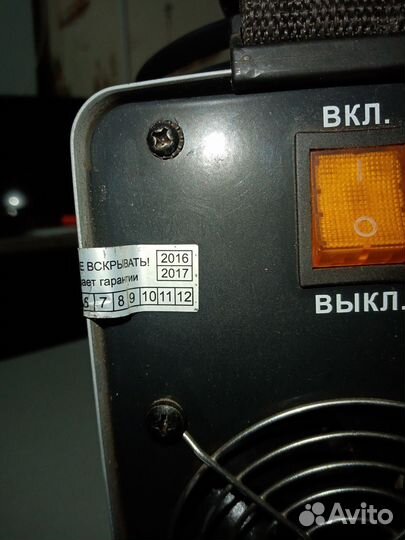 ВКЛ.
Е ВСКРЫВАТЬ! 2016
ает гарантии 2017
6 7 8 9 10 11 12
ВЫКЛ.
Avito